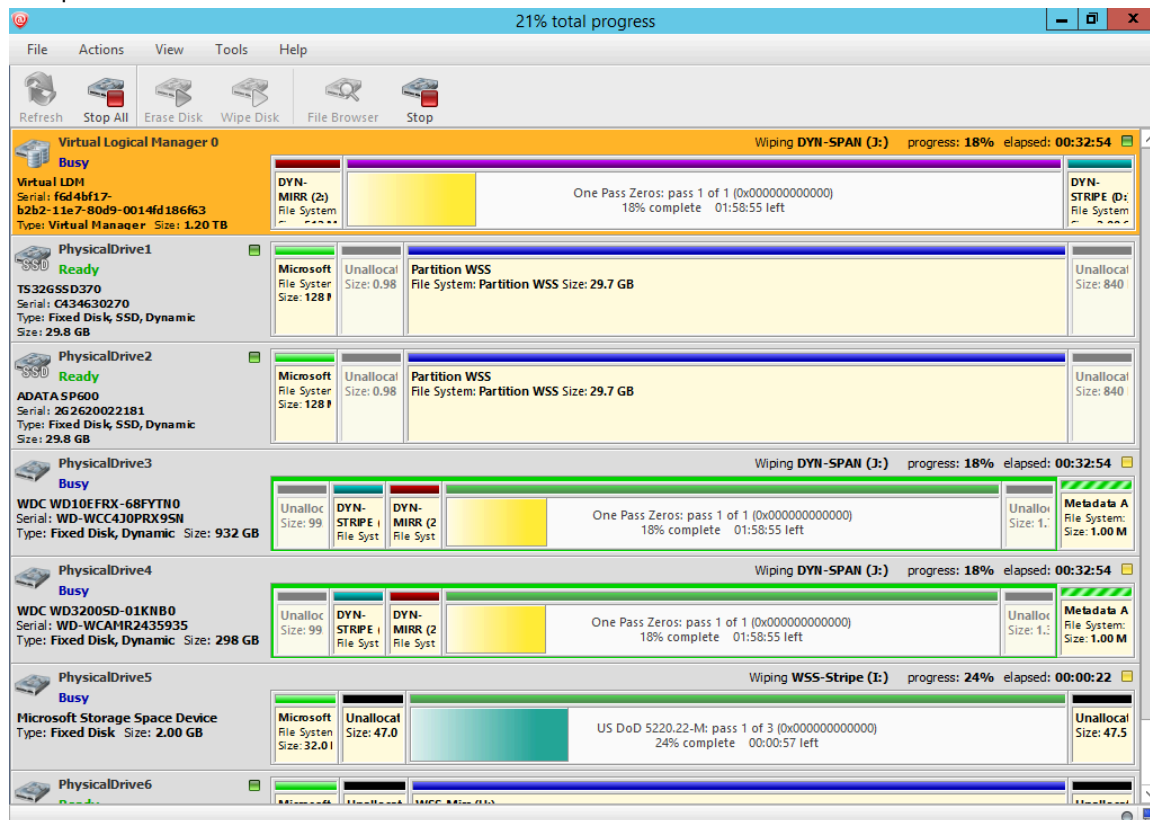 21% total progress
File Actions View Tools Help
Refresh Stop All Erase Disk Wipe Disk File Browser Stop
Virtual Logical Manager 0
Busy
Virtual LDM
Serial: f6d4bf17-
b2b2-11e7-80d9-0014fd186f63
Type: Virtual Manager Size: 1.20 TB
Wiping DYN-SPAN (J:) progress: 18% elapsed: 00:32:54
DYN-
MIRR (2:)
File System
One Pass Zeros: pass 1 of 1 (0x000000000000)
18% complete 01:58:55 left
DYN-
STRIPE (D:
File System
PhysicalDrive1
SSD Ready
TS32GSSD370
Serial: C434630270
Type: Fixed Disk, SSD, Dynamic
Size: 29.8 GB
Microsoft
File System
Size: 128 M
Unallocat
Size: 0.98
Partition WSS
File System: Partition WSS Size: 29.7 GB
Unallocat
Size: 840
PhysicalDrive2
SSD Ready
ADATA SP600
Serial: 2G2620022181
Type: Fixed Disk, SSD, Dynamic
Size: 29.8 GB
Microsoft
File System
Size: 128 M
Unallocat
Size: 0.98
Partition WSS
File System: Partition WSS Size: 29.7 GB
Unallocat
Size: 840
PhysicalDrive3
Busy
WDC WD10EFRX-68FYTN0
Serial: WD-WCC4J0PRX9SN
Type: Fixed Disk, Dynamic Size: 932 GB
Wiping DYN-SPAN (J:) progress: 18% elapsed: 00:32:54
Unalloc
Size: 99
DYN-
STRIPE (
File Syst
DYN-
MIRR (2
File Syst
One Pass Zeros: pass 1 of 1 (0x000000000000)
18% complete 01:58:55 left
Unalloc
Size: 1.
Metadata A
File System:
Size: 1.00 M
PhysicalDrive4
Busy
WDC WD3200SD-01KNB0
Serial: WD-WCAMR2435935
Type: Fixed Disk, Dynamic Size: 298 GB
Wiping DYN-SPAN (J:) progress: 18% elapsed: 00:32:54
Unalloc
Size: 99
DYN-
STRIPE (
File Syst
DYN-
MIRR (2
File Syst
One Pass Zeros: pass 1 of 1 (0x000000000000)
18% complete 01:58:55 left
Unalloc
Size: 1.
Metadata A
File System:
Size: 1.00 M
PhysicalDrive5
Busy
Microsoft Storage Space Device
Type: Fixed Disk Size: 2.00 GB
Wiping WSS-Stripe (I:) progress: 24% elapsed: 00:00:22
Microsoft
File System
Size: 32.0
Unallocat
Size: 47.0
US DoD 5220.22-M: pass 1 of 3 (0x000000000000)
24% complete 00:00:57 left
Unallocat
Size: 47.5
PhysicalDrive6